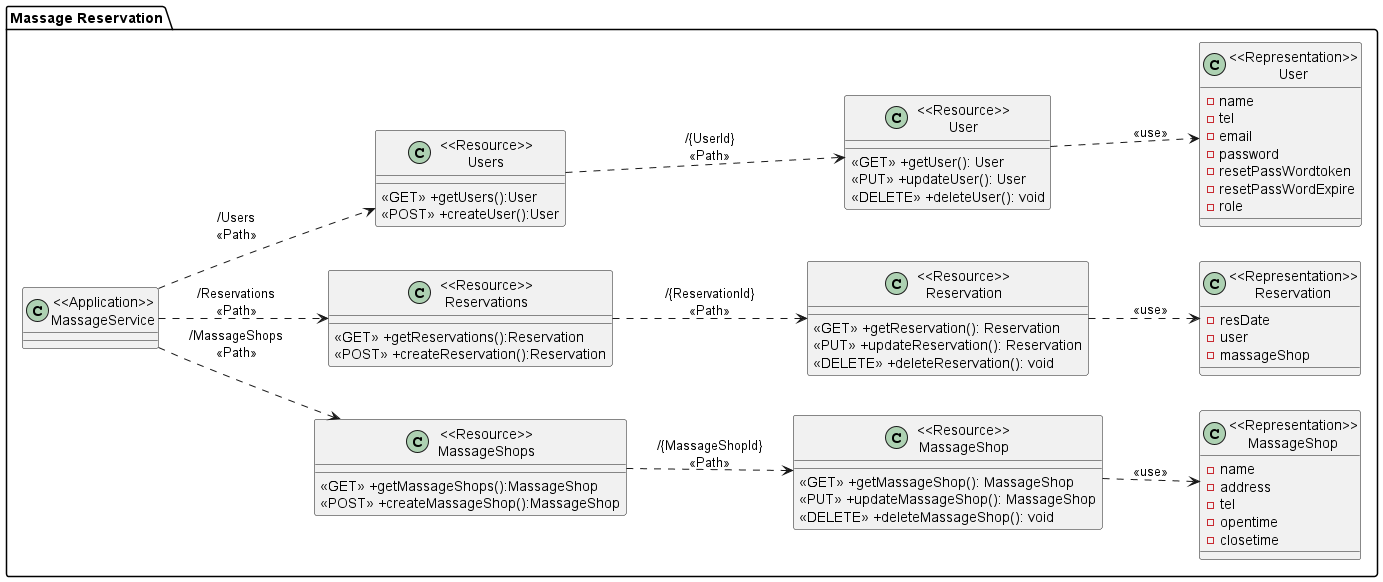 Massage Reservation
C
<<Application>>
MassageService
/Users
«Path»
/Reservations
«Path»
/MassageShops
«Path»
C
<<Resource>>
Users
«GET» +getUsers():User
«POST» +createUser():User
/{UserId}
«Path»
C
<<Resource>>
User
«GET» +getUser(): User
«PUT» +updateUser(): User
«DELETE» +deleteUser(): void
«use»
C
<<Representation>>
User
name
tel
email
password
resetPassWordtoken
resetPassWordExpire
role
C
<<Resource>>
Reservations
«GET» +getReservations():Reservation
«POST» +createReservation():Reservation
/{ReservationId}
«Path»
C
<<Resource>>
Reservation
«GET» +getReservation(): Reservation
«PUT» +updateReservation(): Reservation
«DELETE» +deleteReservation(): void
«use»
C
<<Representation>>
Reservation
resDate
user
massageShop
C
<<Resource>>
MassageShops
«GET» +getMassageShops():MassageShop
«POST» +createMassageShop():MassageShop
/{MassageShopId}
«Path»
C
<<Resource>>
MassageShop
«GET» +getMassageShop(): MassageShop
«PUT» +updateMassageShop(): MassageShop
«DELETE» +deleteMassageShop(): void
«use»
C
<<Representation>>
MassageShop
name
address
tel
opentime
closetime